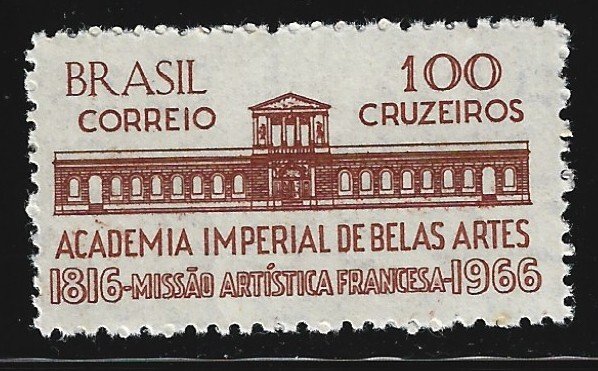 BRASIL 100
CORREIO CRUZEIROS
ACADEMIA IMPERIAL DE BELAS ARTES
1816-MISSÃO ARTÍSTICA FRANCESA-1966